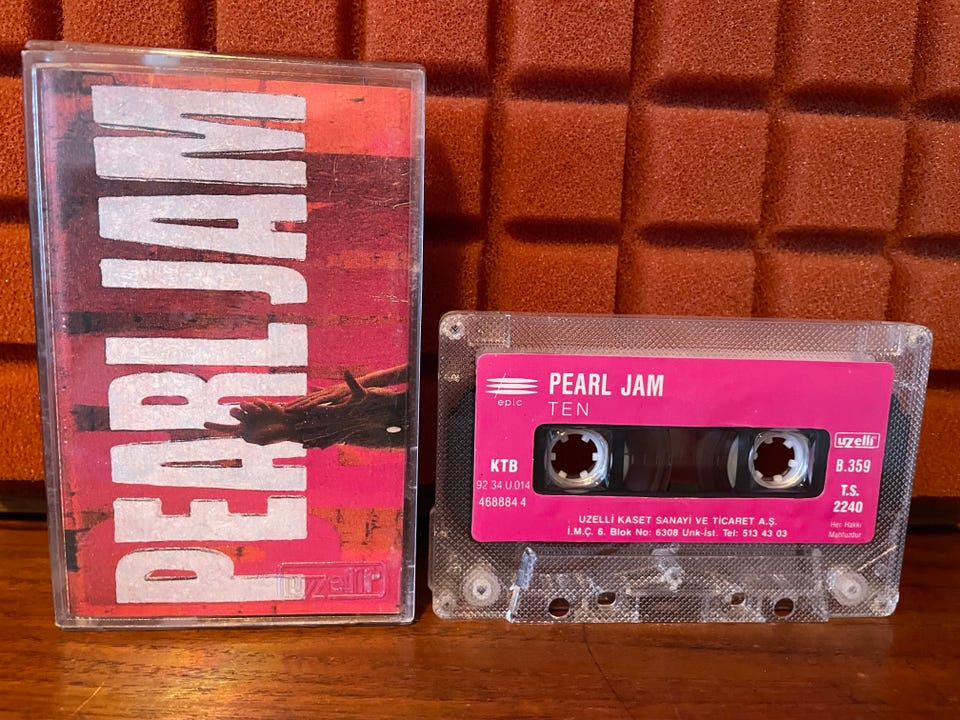 PEARL JAM
uzelli
epic
PEARL JAM
TEN
uzelli
KTB
92 34 Ü 014
468884 4
B.359
T.S.
2240
Her Hakkı
Mahfuzdur
UZELLİ KASET SANAYİ VE TİCARET A.Ş.
İ.M.Ç. 6. Blok No: 6308 Unk-İst. Tel: 513 43 03